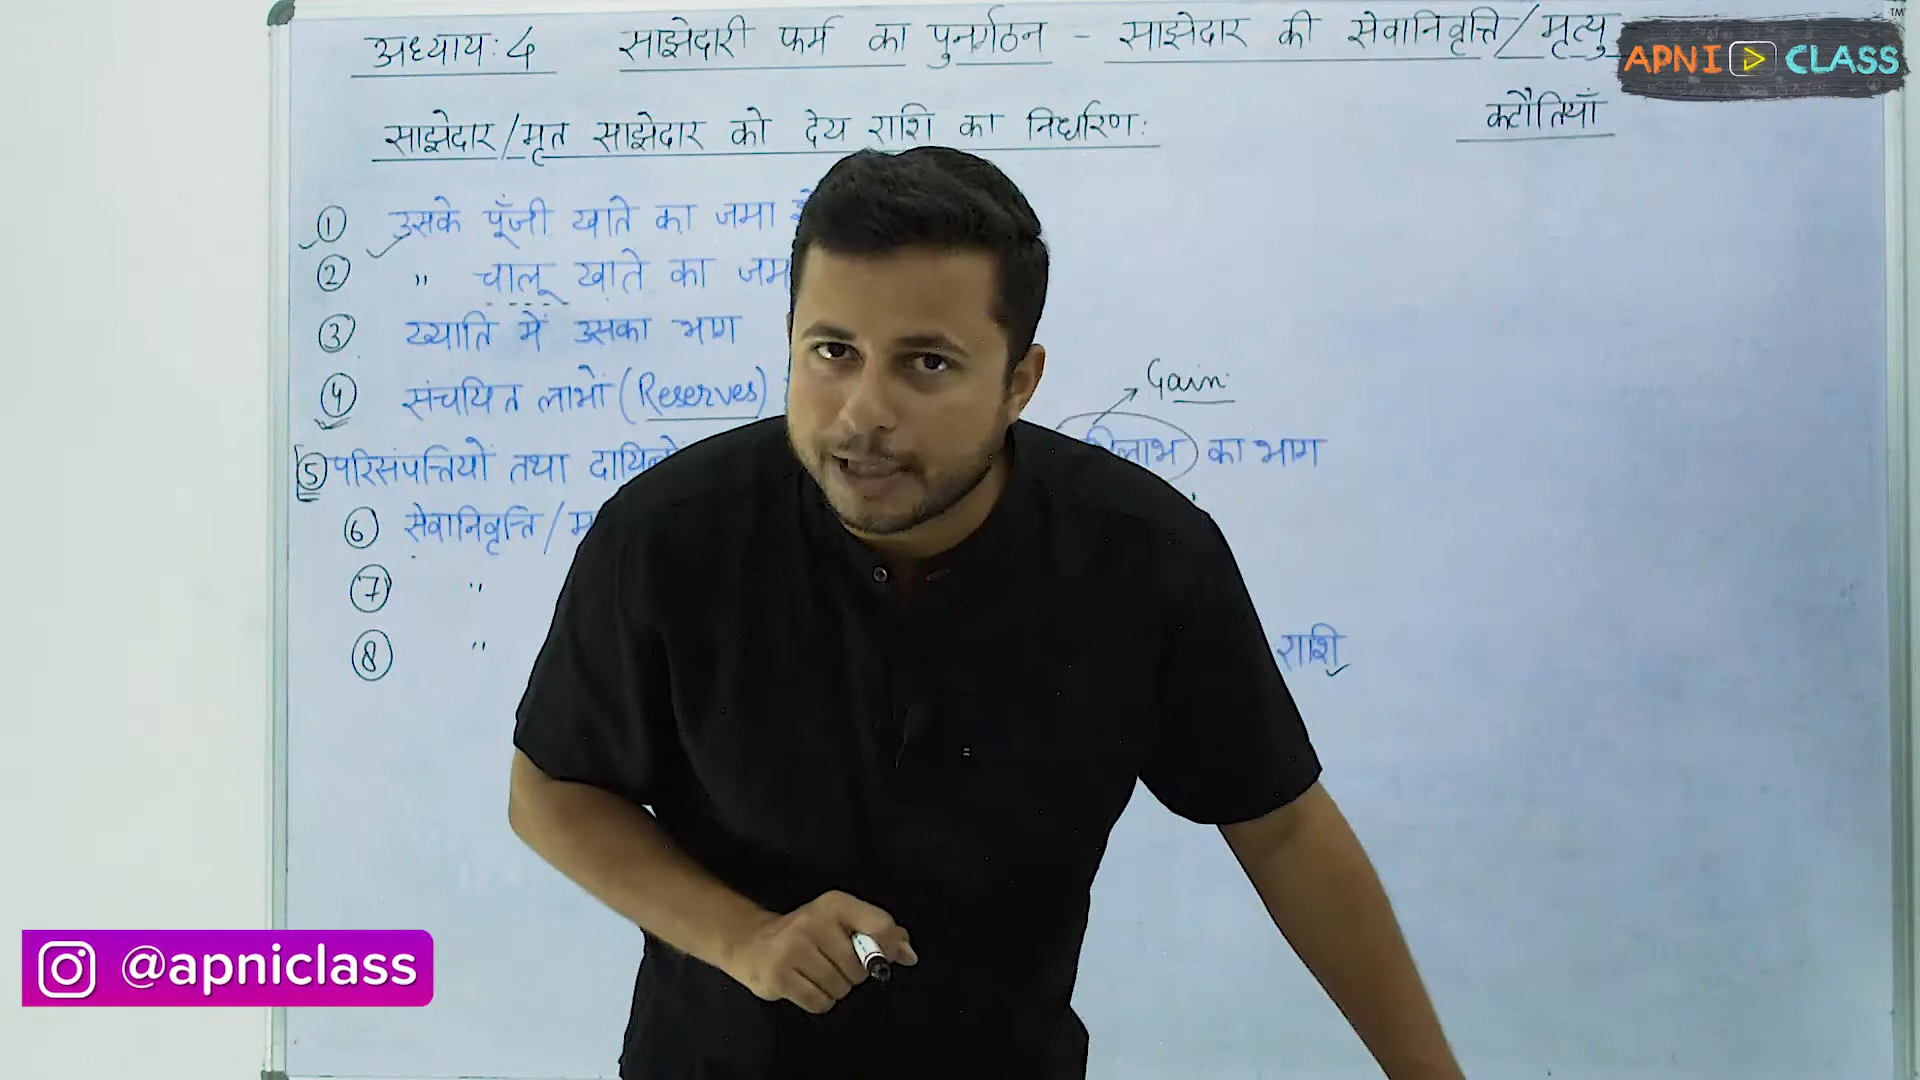 अध्याय: 4 साझेदारी फर्म का पुनर्गठन - साझेदार की सेवानिवृत्ति/मृत्यु
APNI CLASS
TM
साझेदार/मृत साझेदार को देय राशि का निर्धारण:
कटौतियाँ
① उसके पूँजी खाते का जमा
② " चालू खाते का
③ ख्याति में उसका भाग
④ संचयित लाभों (Reserves)
Gain
⑤ परिसंपत्तियों तथा का भाग
⑥ सेवानिवृत्ति/
⑦ "
⑧ " राशि
@apniclass